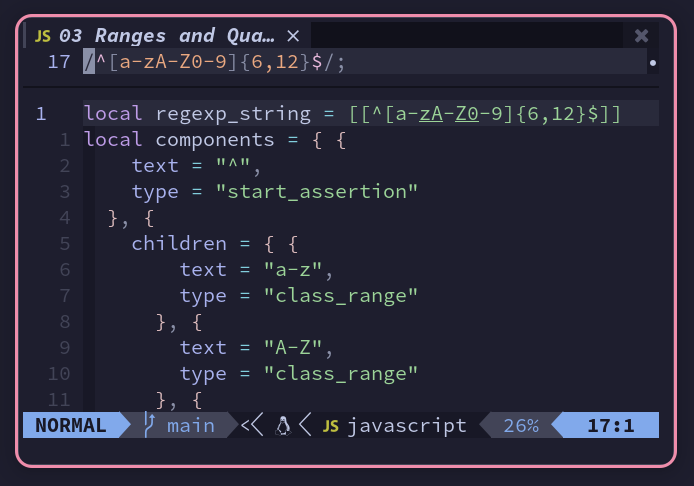 JS 03 Ranges and Qua… ×
17 /^[a-zA-Z0-9]{6,12}$/;
1 local regexp_string = [[^[a-zA-Z0-9]{6,12}$]]
1 local components = { {
2 text = "^",
3 type = "start_assertion"
4 }, {
5 children = { {
6 text = "a-z",
7 type = "class_range"
8 }, {
9 text = "A-Z",
10 type = "class_range"
11 }, {
NORMAL main << JS javascript 26% 17:1